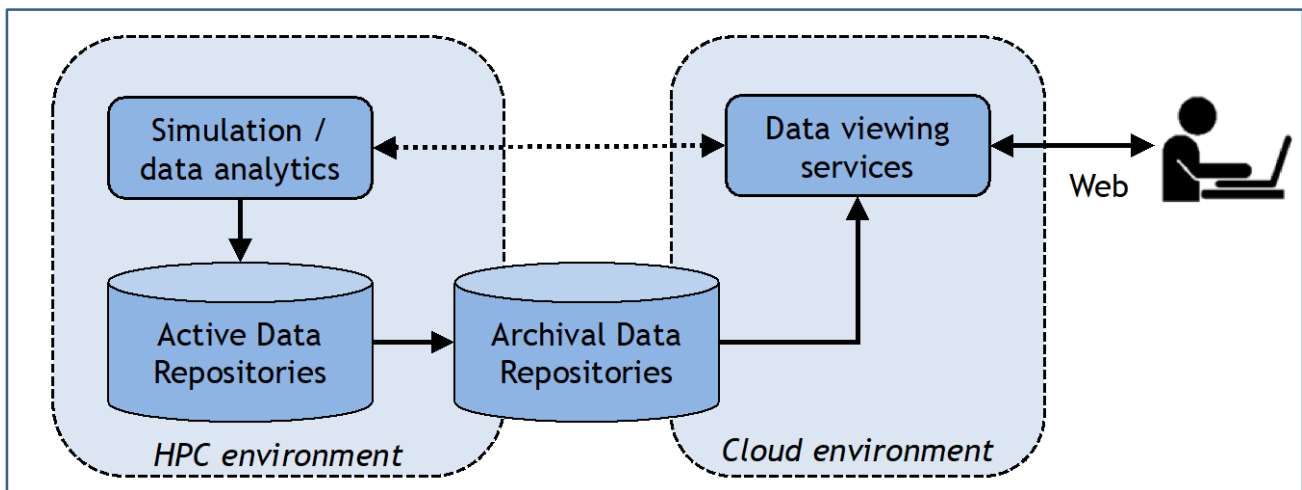 Simulation /
data analytics
Data viewing
services
Web
Active Data
Repositories
Archival Data
Repositories
HPC environment
Cloud environment